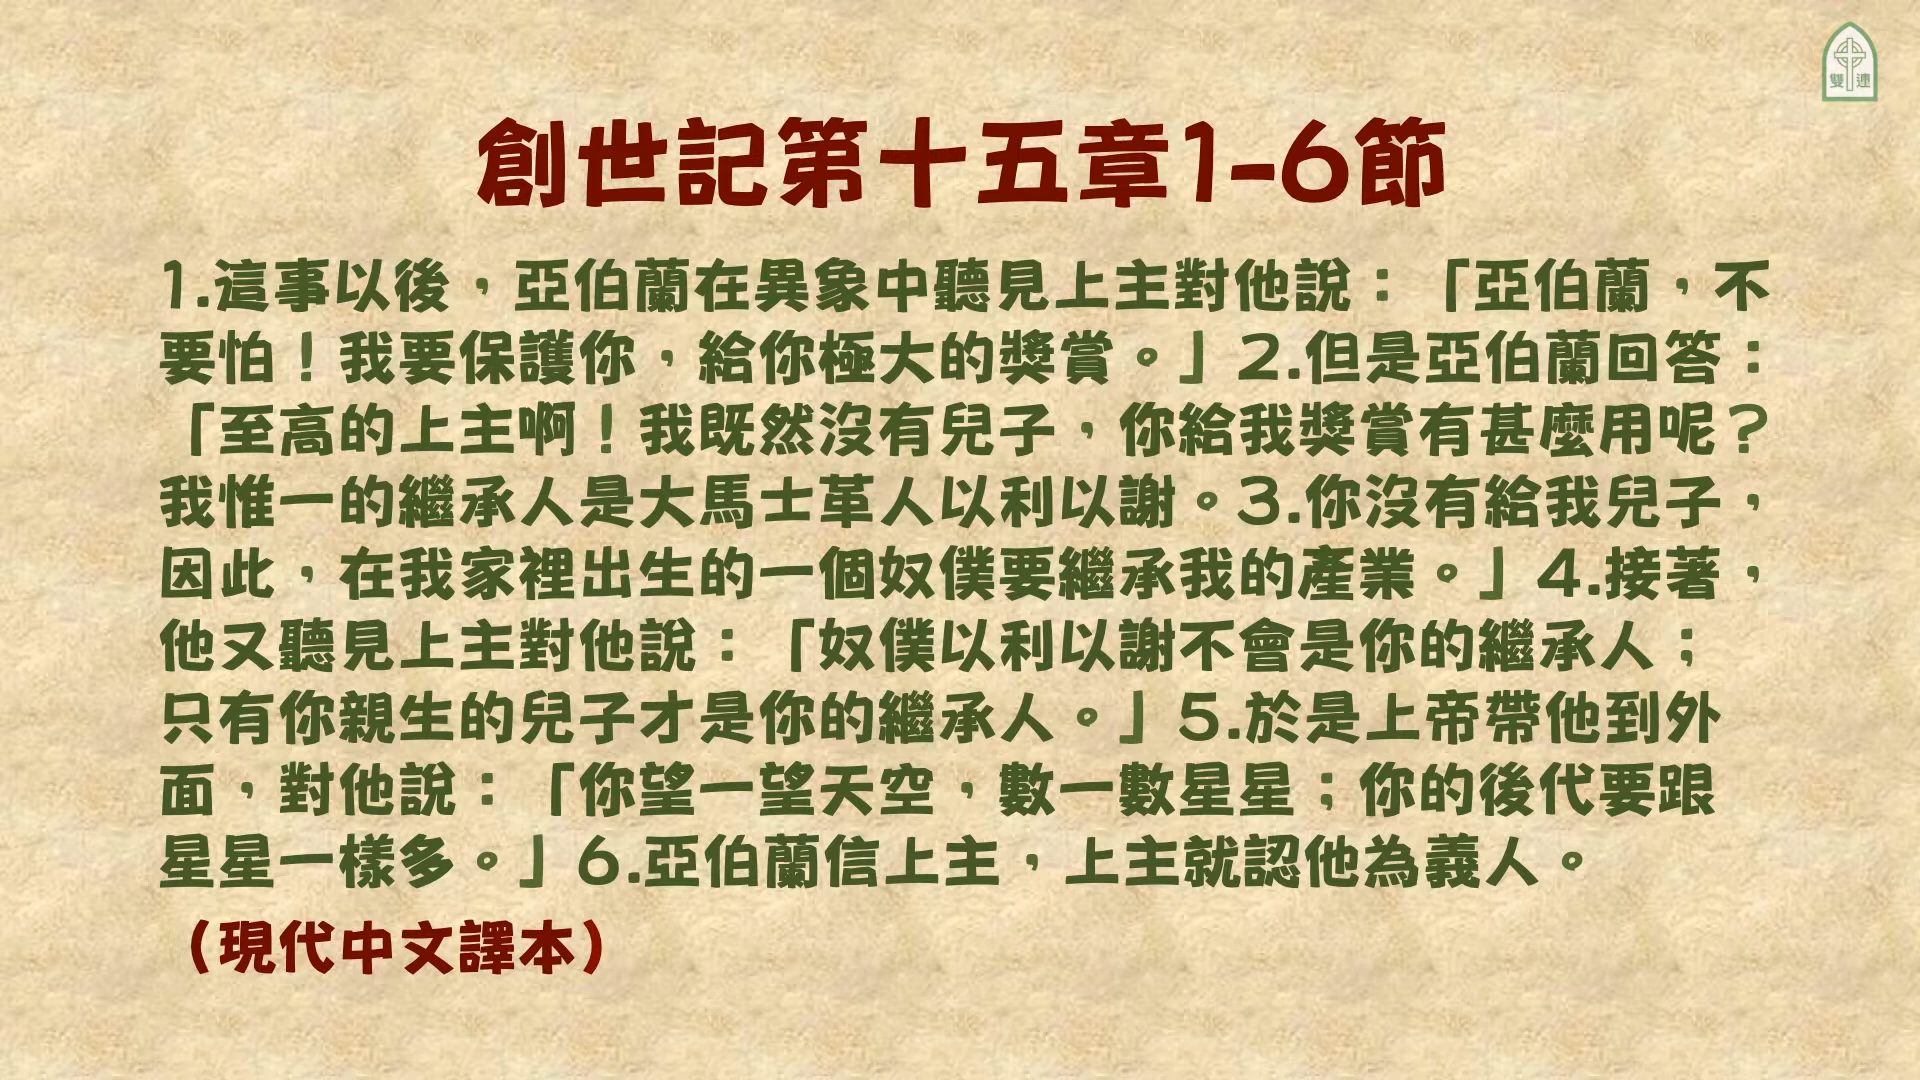 雙連
創世記第十五章1-6節
1.這事以後，亞伯蘭在異象中聽見上主對他說：「亞伯蘭，不
要怕！我要保護你，給你極大的獎賞。」2.但是亞伯蘭回答：
「至高的上主啊！我既然沒有兒子，你給我獎賞有甚麼用呢？
我惟一的繼承人是大馬士革人以利以謝。3.你沒有給我兒子，
因此，在我家裡出生的一個奴僕要繼承我的產業。」4.接著，
他又聽見上主對他說：「奴僕以利以謝不會是你的繼承人；
只有你親生的兒子才是你的繼承人。」5.於是上帝帶他到外
面，對他說：「你望一望天空，數一數星星；你的後代要跟
星星一樣多。」6.亞伯蘭信上主，上主就認他為義人。
（現代中文譯本）